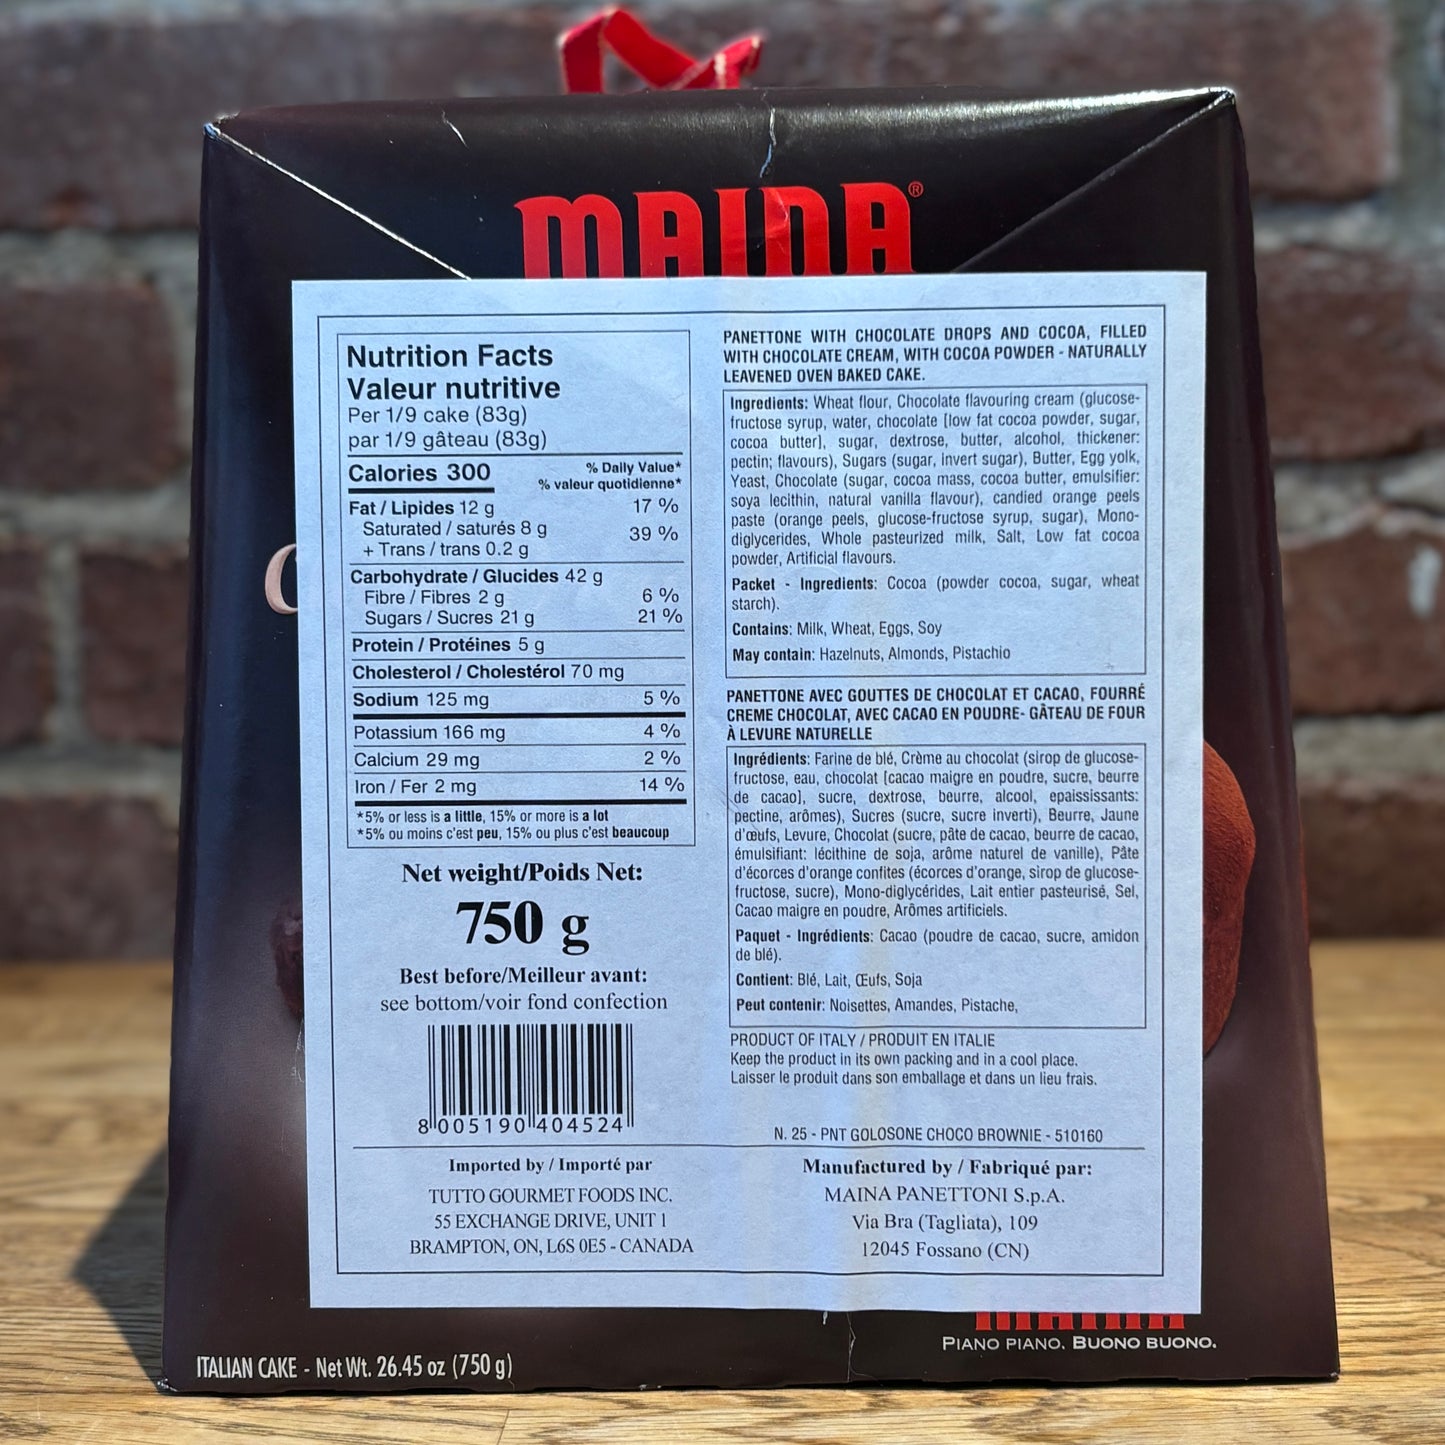 MAINA®
Nutrition Facts
Valeur nutritive
Per 1/9 cake (83g)
par 1/9 gâteau (83g)
Calories 300
% Daily Value*
% valeur quotidienne*
Fat / Lipides 12 g 17 %
Saturated / saturés 8 g
+ Trans / trans 0.2 g 39 %
Carbohydrate / Glucides 42 g
Fibre / Fibres 2 g 6 %
Sugars / Sucres 21 g 21 %
Protein / Protéines 5 g
Cholesterol / Cholestérol 70 mg
Sodium 125 mg 5 %
Potassium 166 mg 4 %
Calcium 29 mg 2 %
Iron / Fer 2 mg 14 %
*5% or less is a little, 15% or more is a lot
*5% ou moins c'est peu, 15% ou plus c'est beaucoup
Net weight/Poids Net:
750 g
Best before/Meilleur avant:
see bottom/voir fond confection
8 005190 404524
PANETTONE WITH CHOCOLATE DROPS AND COCOA, FILLED
WITH CHOCOLATE CREAM, WITH COCOA POWDER - NATURALLY
LEAVENED OVEN BAKED CAKE.
Ingredients: Wheat flour, Chocolate flavouring cream (glucose-
fructose syrup, water, chocolate [low fat cocoa powder, sugar,
cocoa butter], sugar, dextrose, butter, alcohol, thickener:
pectin; flavours), Sugars (sugar, invert sugar), Butter, Egg yolk,
Yeast, Chocolate (sugar, cocoa mass, cocoa butter, emulsifier:
soya lecithin, natural vanilla flavour), candied orange peels
paste (orange peels, glucose-fructose syrup, sugar), Mono-
diglycerides, Whole pasteurized milk, Salt, Low fat cocoa
powder, Artificial flavours.
Packet - Ingredients: Cocoa (powder cocoa, sugar, wheat
starch).
Contains: Milk, Wheat, Eggs, Soy
May contain: Hazelnuts, Almonds, Pistachio
PANETTONE AVEC GOUTTES DE CHOCOLAT ET CACAO, FOURRÉ
CREME CHOCOLAT, AVEC CACAO EN POUDRE- GÂTEAU DE FOUR
À LEVURE NATURELLE
Ingrédients: Farine de blé, Crème au chocolat (sirop de glucose-
fructose, eau, chocolat [cacao maigre en poudre, sucre, beurre
de cacao], sucre, dextrose, beurre, alcool, epaississants:
pectine, arômes), Sucres (sucre, sucre inverti), Beurre, Jaune
d'œufs, Levure, Chocolat (sucre, pâte de cacao, beurre de cacao,
émulsifiant: lécithine de soja, arôme naturel de vanille), Pâte
d'écorces d'orange confites (écorces d'orange, sirop de glucose-
fructose, sucre), Mono-diglycérides, Lait entier pasteurisé, Sel,
Cacao maigre en poudre, Arômes artificiels.
Paquet - Ingrédients: Cacao (poudre de cacao, sucre, amidon
de blé).
Contient: Blé, Lait, Œufs, Soja
Peut contenir: Noisettes, Amandes, Pistache,
PRODUCT OF ITALY / PRODUIT EN ITALIE
Keep the product in its own packing and in a cool place.
Laisser le produit dans son emballage et dans un lieu frais.
N. 25 - PNT GOLOSONE CHOCO BROWNIE - 510160
Imported by / Importé par
TUTTO GOURMET FOODS INC.
55 EXCHANGE DRIVE, UNIT 1
BRAMPTON, ON, L6S 0E5 - CANADA
Manufactured by / Fabriqué par:
MAINA PANETTONI S.p.A.
Via Bra (Tagliata), 109
12045 Fossano (CN)
PIANO PIANO. BUONO BUONO.
ITALIAN CAKE - Net Wt. 26.45 oz (750 g)